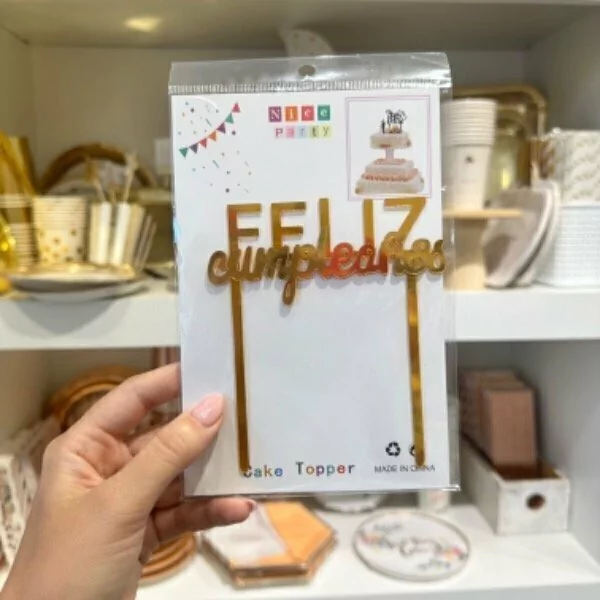 Nice
Party
FELIZ
cumpleaños
Cake Topper
MADE IN CHINA